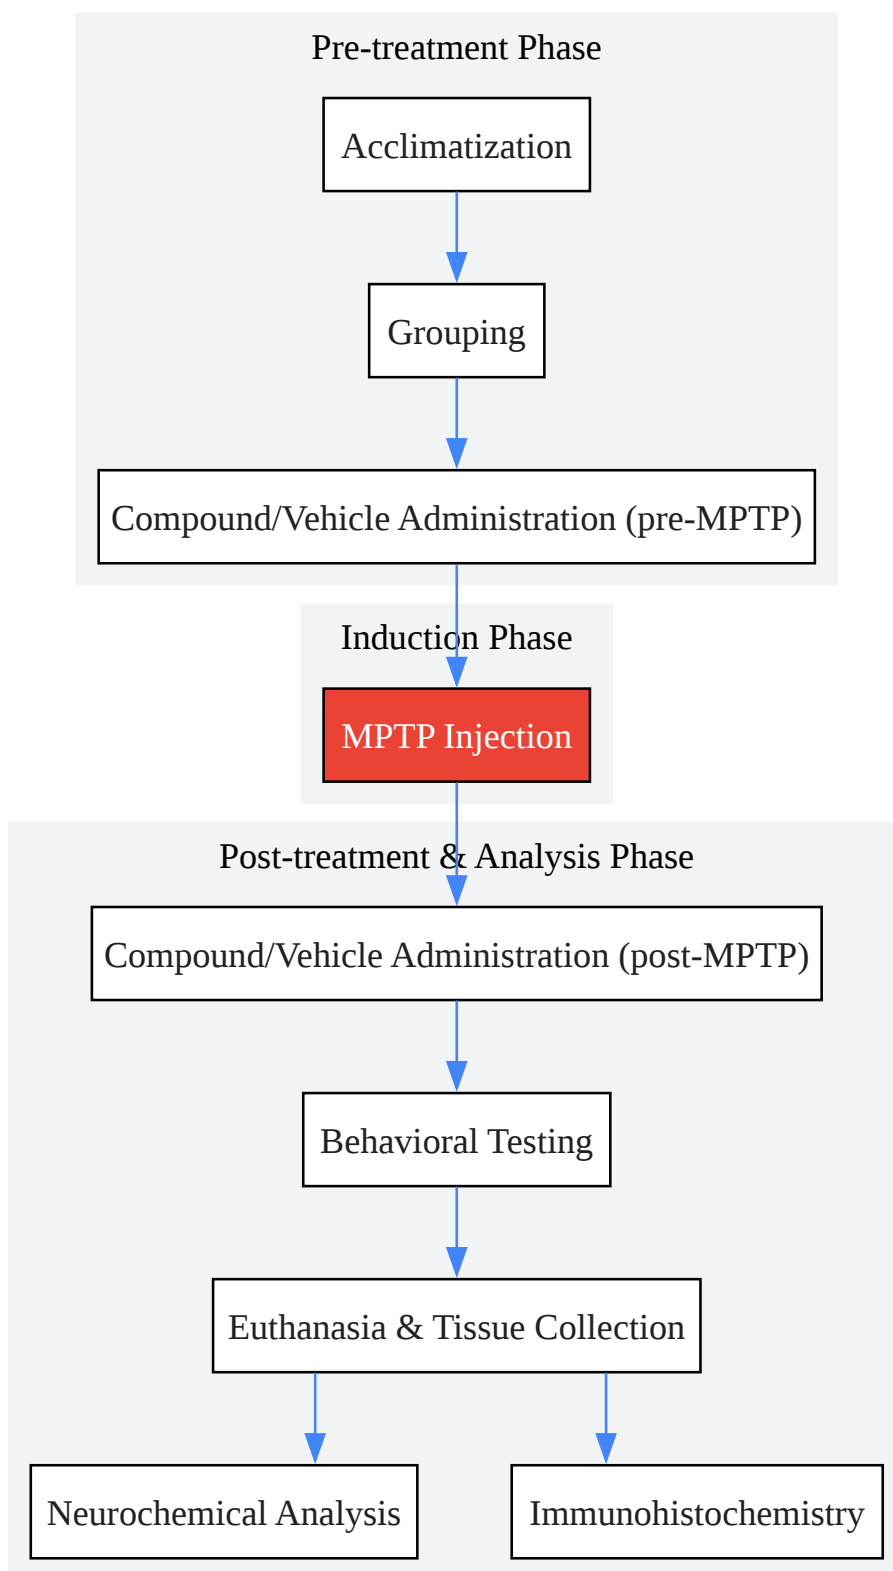 Pre-treatment Phase
Acclimatization
Grouping
Compound/Vehicle Administration (pre-MPTP)
Induction Phase
MPTP Injection
Post-treatment & Analysis Phase
Compound/Vehicle Administration (post-MPTP)
Behavioral Testing
Euthanasia & Tissue Collection
Neurochemical Analysis
Immunohistochemistry